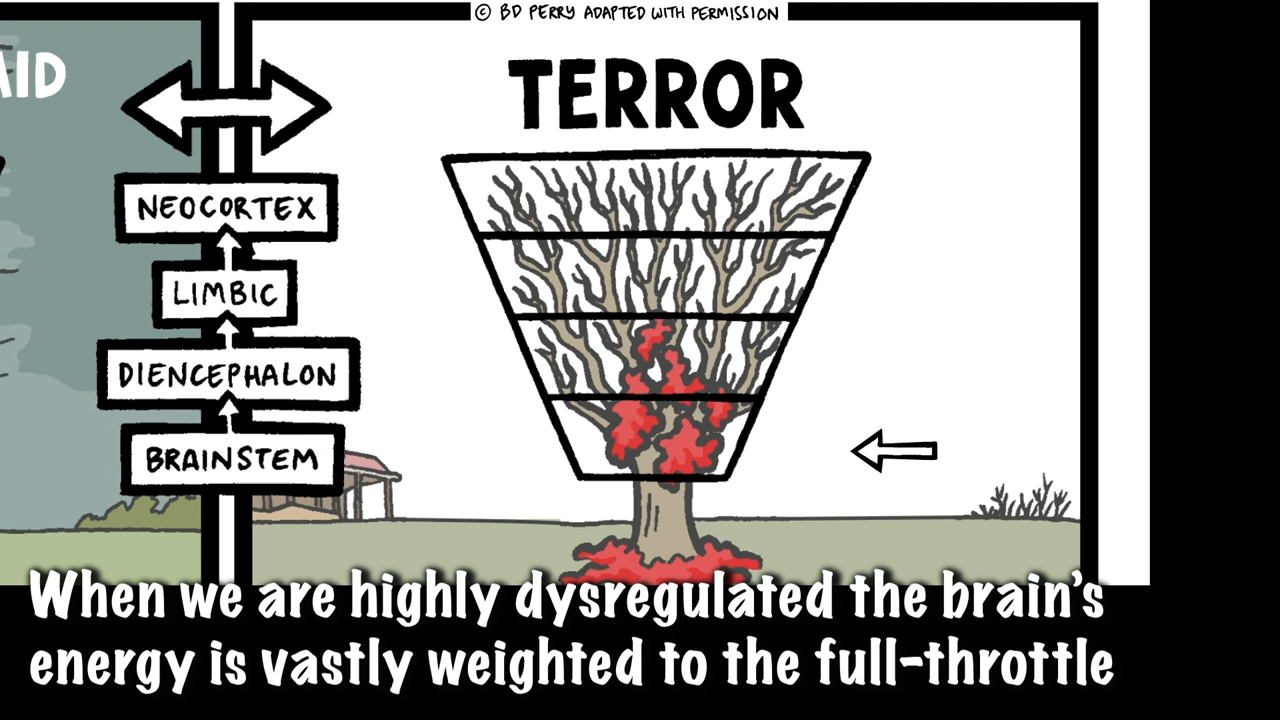 © BD PERRY ADAPTED WITH PERMISSION
AID
TERROR
NEOCORTEX
LIMBIC
DIENCEPHALON
BRAINSTEM
When we are highly dysregulated the brain's
energy is vastly weighted to the full-throttle